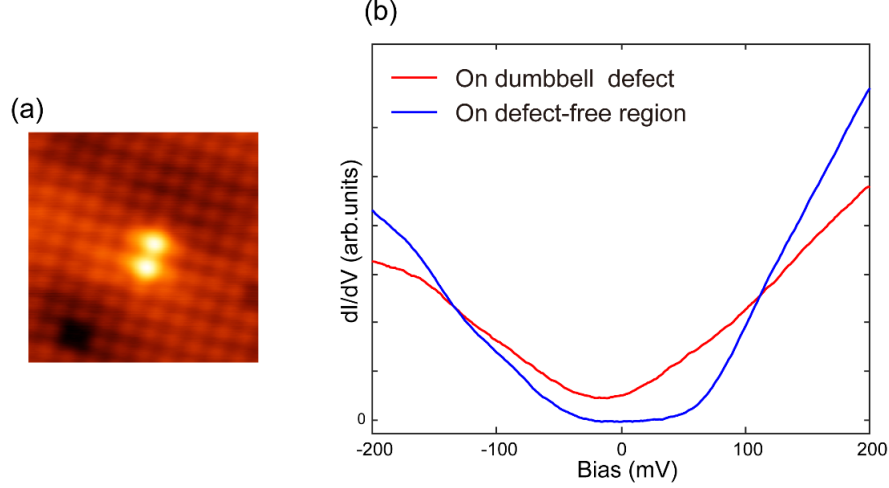 (a)
(b)
On dumbbell defect
On defect-free region
dI/dV (arb.units)
0
-200 -100 0 100 200
Bias (mV)